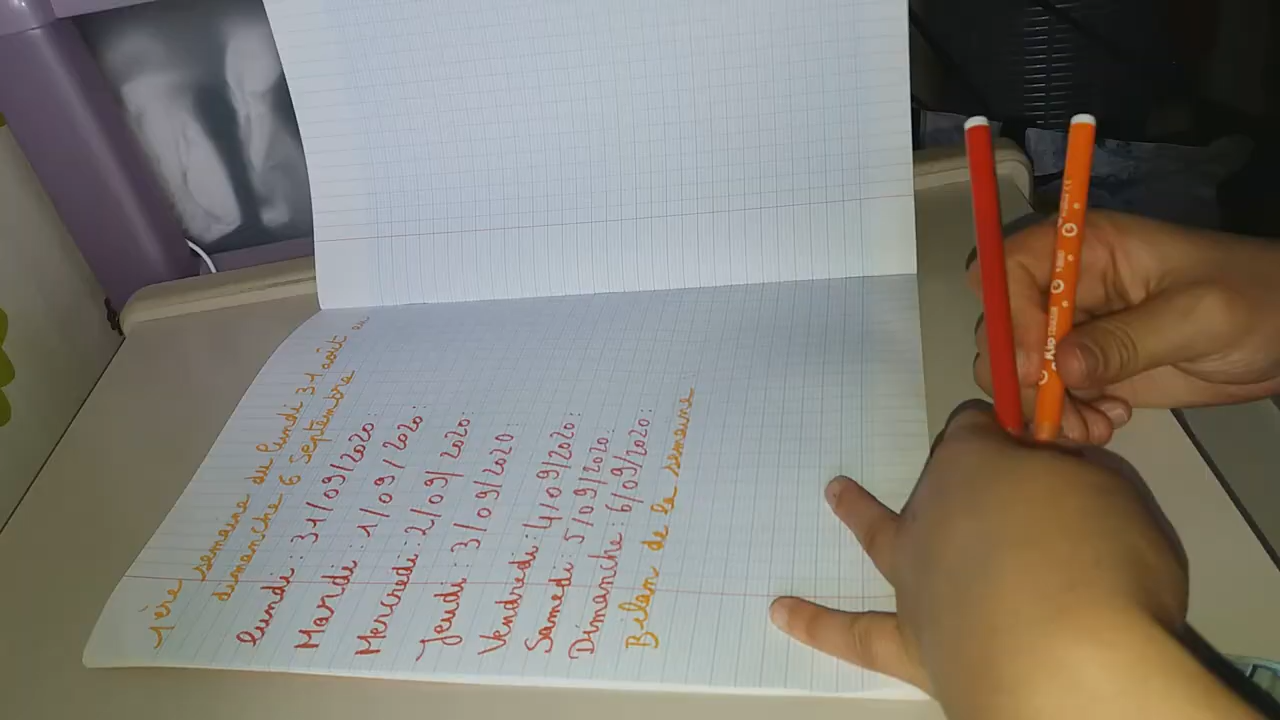 1ère semaine du lundi 31 août au
dimanche 6 septembre
lundi : 31/09/2020:
Mardi : 1/09/2020:
Mercredi : 2/09/2020:
Jeudi : 3/09/2020:
Vendredi : 4/09/2020:
Samedi : 5/09/2020:
Dimanche : 6/09/2020:
Bilan de la semaine